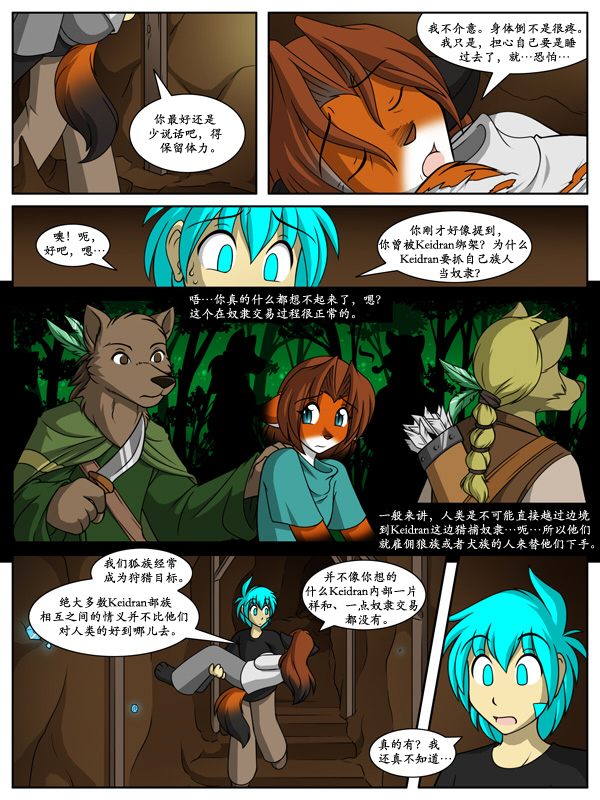 你最好还是
少说话吧，得
保留体力。
我不介意。身体倒不是很疼。
我只是，担心自己要是睡
过去了，就…恐怕…
噢！呃，
好吧，嗯…
你刚才好像提到，
你曾被Keidran绑架？为什么
Keidran要抓自己族人
当奴隶？
唔…你真的什么都想不起来了，嗯？
这个在奴隶交易过程很正常的。
一般来讲，人类是不可能直接越过边境
到Keidran这边猎捕奴隶…呃…所以他们
就雇佣狼族或者犬族的人来替他们下手。
我们狐族经常
成为狩猎目标。
绝大多数Keidran部族
相互之间的情义并不比他们
对人类的好到哪儿去。
并不像你想的
什么Keidran内部一片
祥和、一点奴隶交易
都没有。
真的有？我
还真不知道…